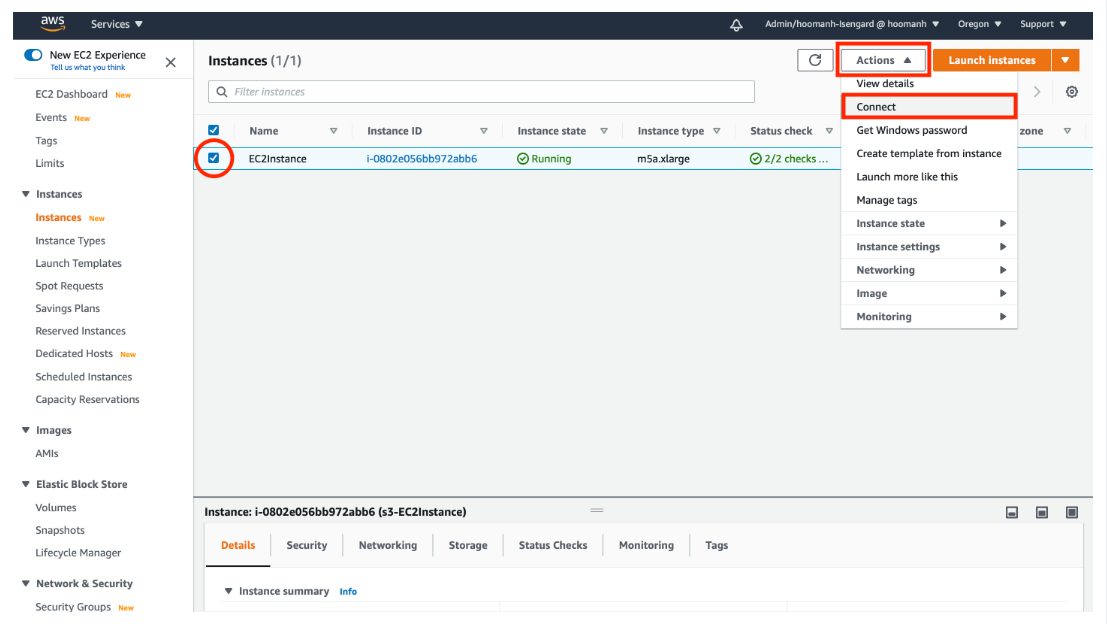 aws Services Admin/hoomanh-Isengard @ hoomanh Oregon Support
New EC2 Experience
Tell us what you think
EC2 Dashboard New
Events New
Tags
Limits
Instances
Instances New
Instance Types
Launch Templates
Spot Requests
Savings Plans
Reserved Instances
Dedicated Hosts New
Scheduled Instances
Capacity Reservations
Images
AMIs
Elastic Block Store
Volumes
Snapshots
Lifecycle Manager
Network & Security
Security Groups New
Instances (1/1) Actions Launch instances
Filter instances
Name Instance ID Instance state Instance type Status check zone
EC2Instance i-0802e056bb972abb6 Running m5a.xlarge 2/2 checks ...
View details
Connect
Get Windows password
Create template from instance
Launch more like this
Manage tags
Instance state
Instance settings
Networking
Image
Monitoring
Instance: i-0802e056bb972abb6 (s3-EC2Instance)
Details Security Networking Storage Status Checks Monitoring Tags
Instance summary Info